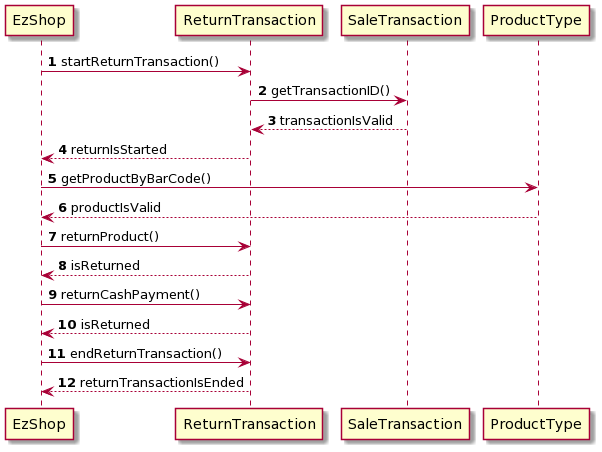 EzShop ReturnTransaction SaleTransaction ProductType
1 startReturnTransaction()
2 getTransactionID()
3 transactionIsValid
4 returnIsStarted
5 getProductByBarCode()
6 productIsValid
7 returnProduct()
8 isReturned
9 returnCashPayment()
10 isReturned
11 endReturnTransaction()
12 returnTransactionIsEnded
EzShop ReturnTransaction SaleTransaction ProductType